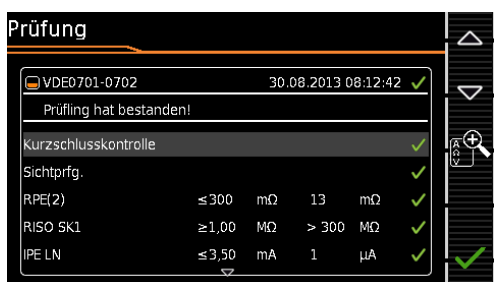 Prüfung
VDE0701-0702 30.08.2013 08:12:42
Prüfling hat bestanden!
Kurzschlusskontrolle
Sichtprfg.
RPE(2) ≤300 mΩ 13 mΩ
RISO SK1 ≥1,00 MΩ > 300 MΩ
IPE LN ≤3,50 mA 1 µA
A
Ω
V